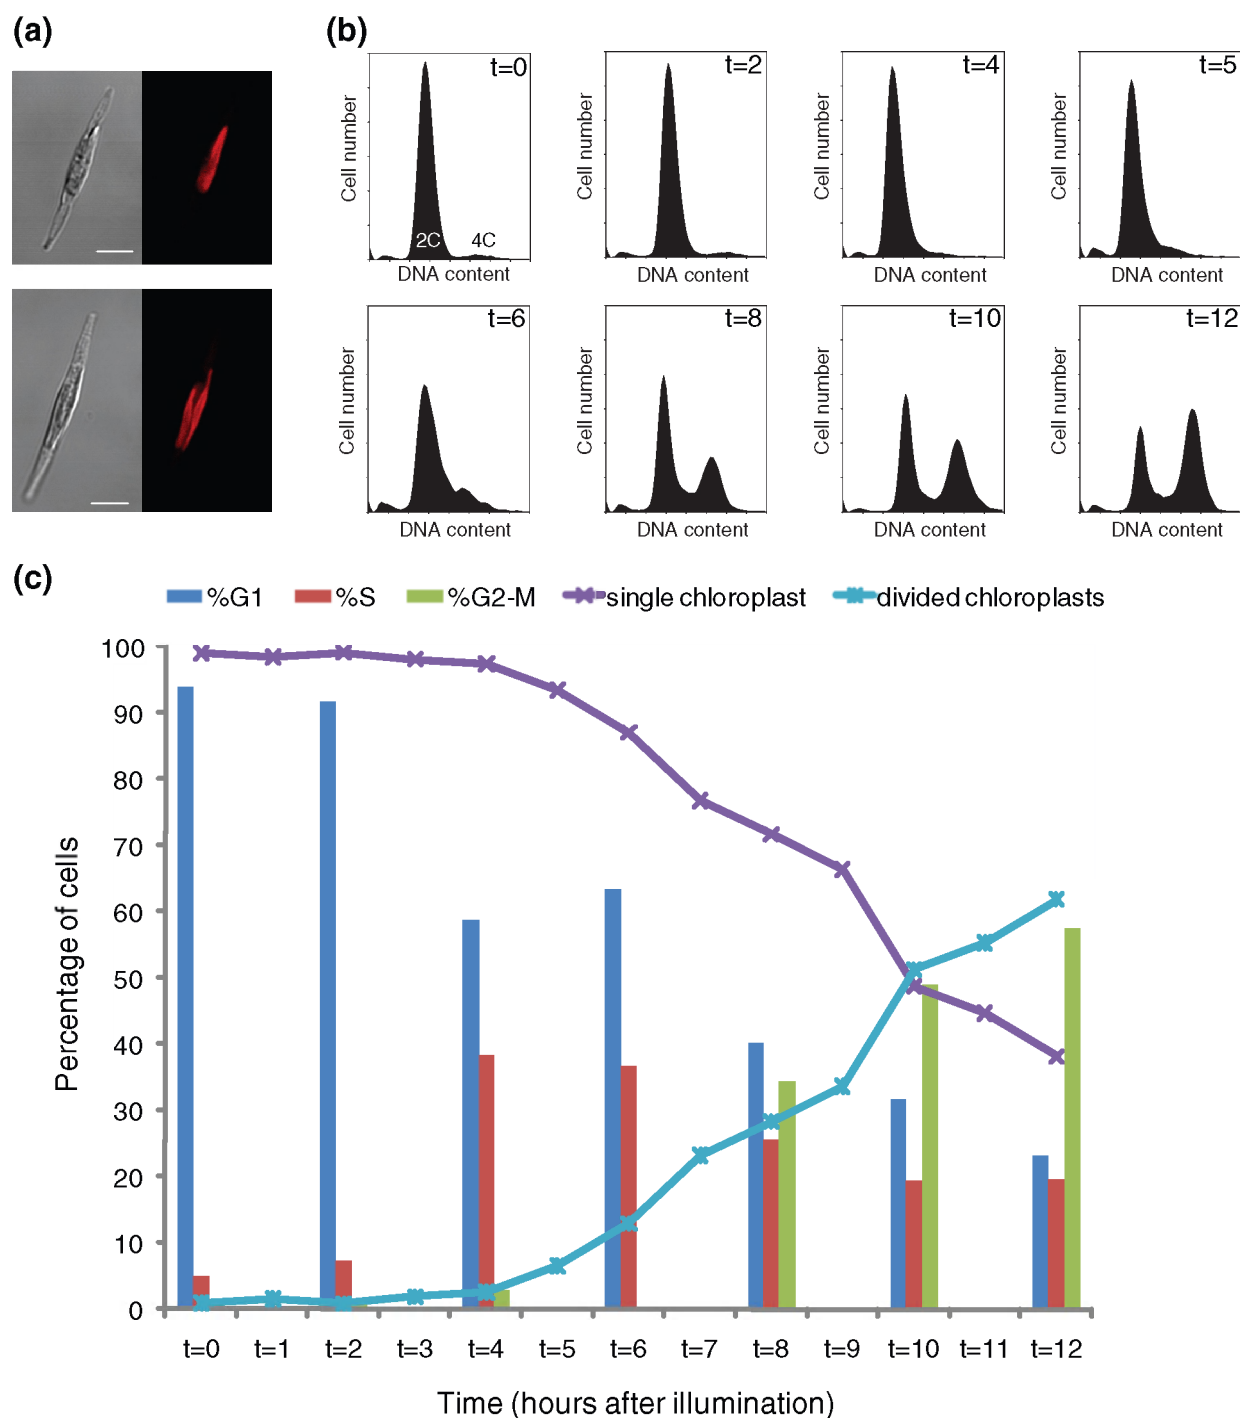 (a)
(b)
t=0
Cell number
2C
4C
DNA content
t=2
Cell number
DNA content
t=4
Cell number
DNA content
t=5
Cell number
DNA content
t=6
Cell number
DNA content
t=8
Cell number
DNA content
t=10
Cell number
DNA content
t=12
Cell number
DNA content
(c)
%G1 %S %G2-M single chloroplast divided chloroplasts
Percentage of cells
100
90
80
70
60
50
40
30
20
10
0
t=0 t=1 t=2 t=3 t=4 t=5 t=6 t=7 t=8 t=9 t=10 t=11 t=12
Time (hours after illumination)